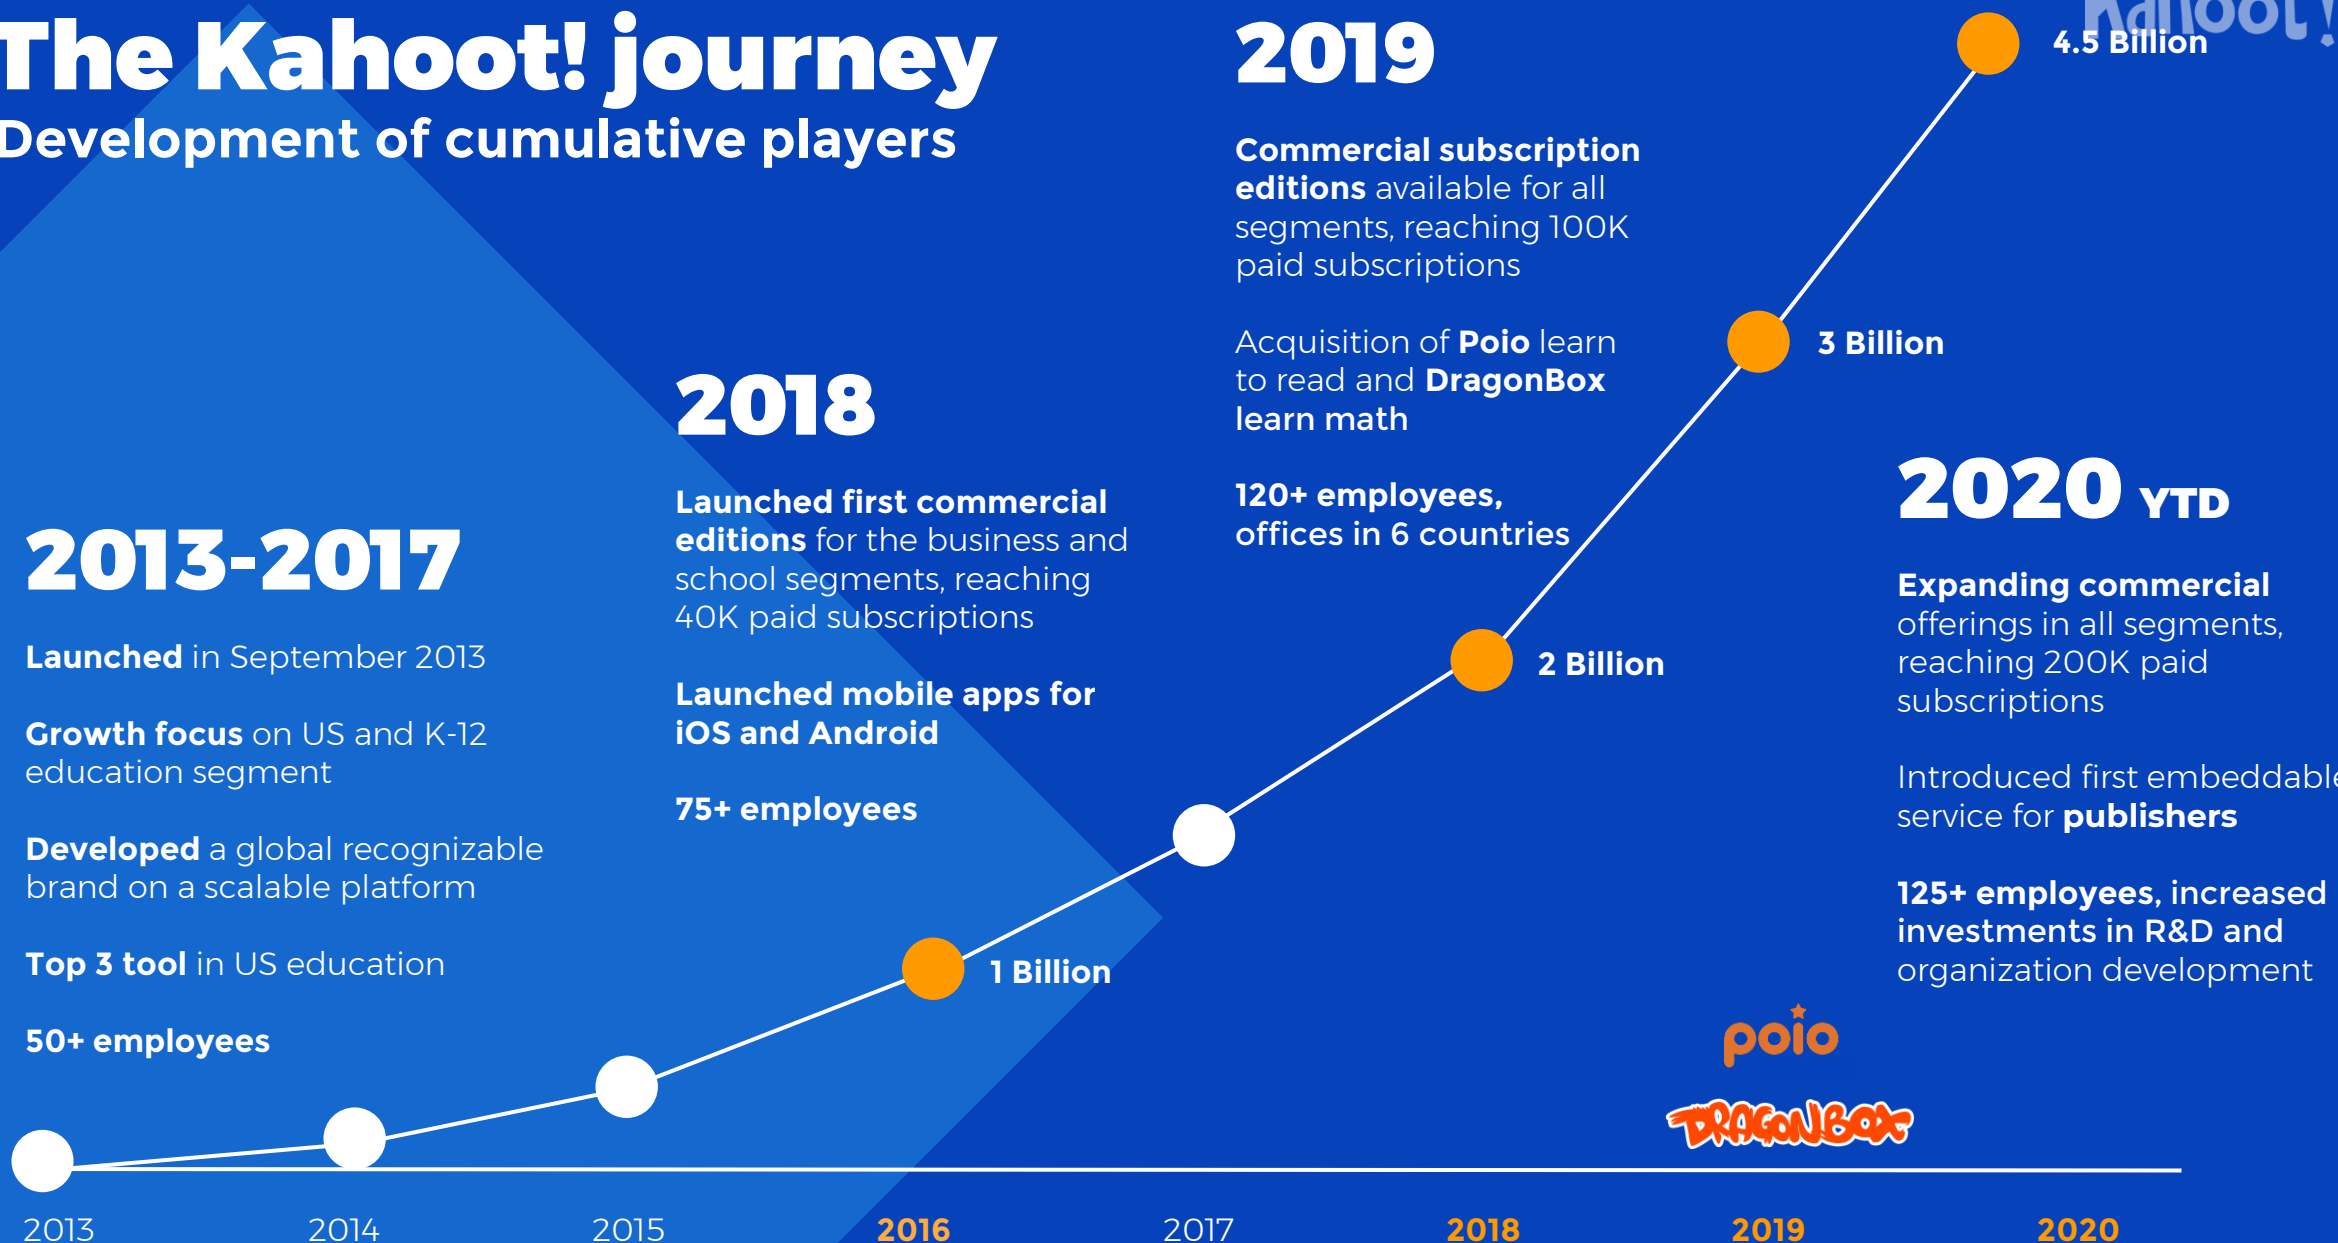 The Kahoot! journey
Development of cumulative players
Kahoot!
2013-2017
Launched in September 2013
Growth focus on US and K-12
education segment
Developed a global recognizable
brand on a scalable platform
Top 3 tool in US education
50+ employees
2018
Launched first commercial
editions for the business and
school segments, reaching
40K paid subscriptions
Launched mobile apps for
iOS and Android
75+ employees
2019
Commercial subscription
editions available for all
segments, reaching 100K
paid subscriptions
Acquisition of Poio learn
to read and DragonBox
learn math
120+ employees,
offices in 6 countries
2020 YTD
Expanding commercial
offerings in all segments,
reaching 200K paid
subscriptions
Introduced first embeddable
service for publishers
125+ employees, increased
investments in R&D and
organization development
4.5 Billion
3 Billion
2 Billion
1 Billion
poio
DRAGONBOX
2013
2014
2015
2016
2017
2018
2019
2020